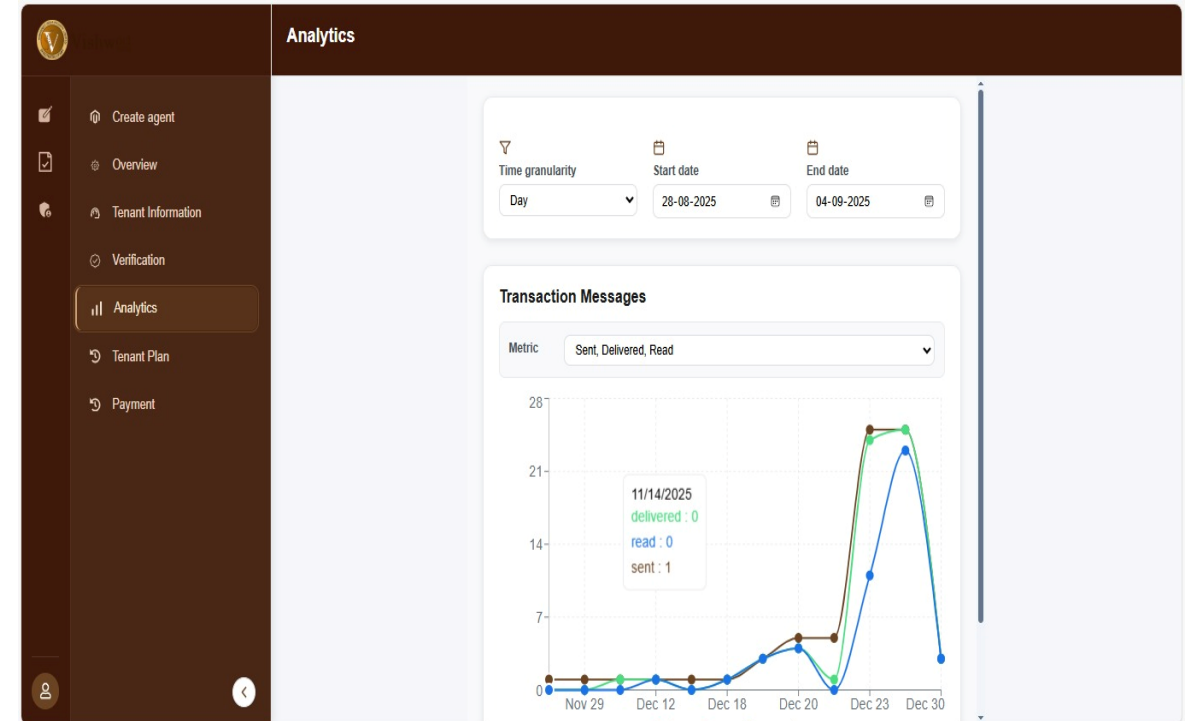 Analytics
Create agent
Overview
Tenant Information
Verification
Analytics
Tenant Plan
Payment
Time granularity
Day
Start date
28-08-2025
End date
04-09-2025
Transaction Messages
Metric
Sent, Delivered, Read
28
21
14
7
0
11/14/2025
delivered : 0
read : 0
sent : 1
Nov 29 Dec 12 Dec 18 Dec 20 Dec 23 Dec 30